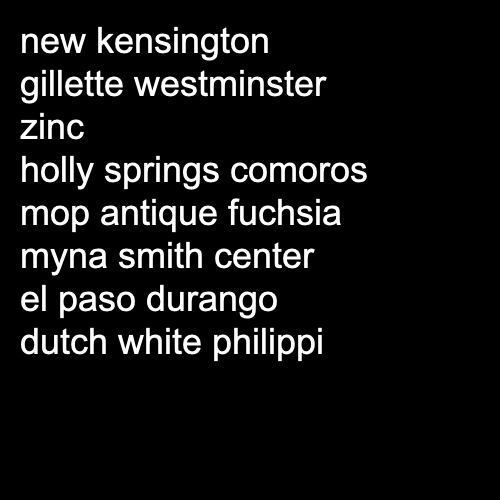 new kensington
gillette westminster
zinc
holly springs comoros
mop antique fuchsia
myna smith center
el paso durango
dutch white philippi